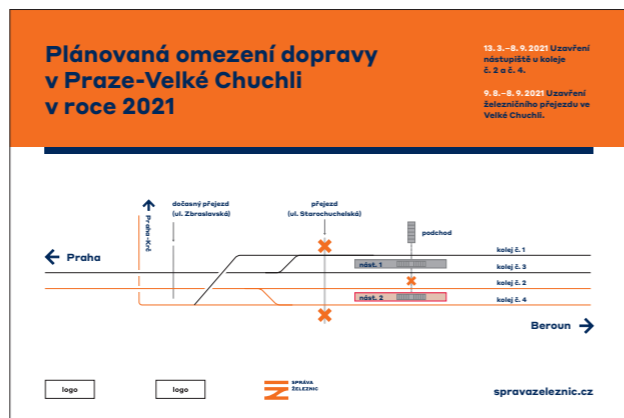 Plánovaná omezení dopravy
v Praze-Velké Chuchli
v roce 2021
13. 3.–8. 9. 2021 Uzavření
nástupiště u koleje
č. 2 a č. 4.
9. 8.–8. 9. 2021 Uzavření
železničního přejezdu ve
Velké Chuchli.
dočasný přejezd
(ul. Zbraslavská)
přejezd
(ul. Starochuchelská)
Praha-Krč
podchod
Praha
kolej č. 1
nást. 1
kolej č. 3
kolej č. 2
nást. 2
kolej č. 4
Beroun
logo
logo
SPRÁVA
ŽELEZNIC
spravazeleznic.cz